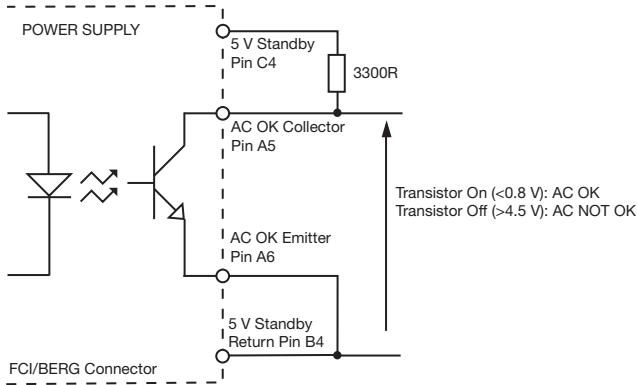 POWER SUPPLY
5 V Standby
Pin C4
3300R
AC OK Collector
Pin A5
Transistor On (<0.8 V): AC OK
Transistor Off (>4.5 V): AC NOT OK
AC OK Emitter
Pin A6
5 V Standby
Return Pin B4
FCI/BERG Connector